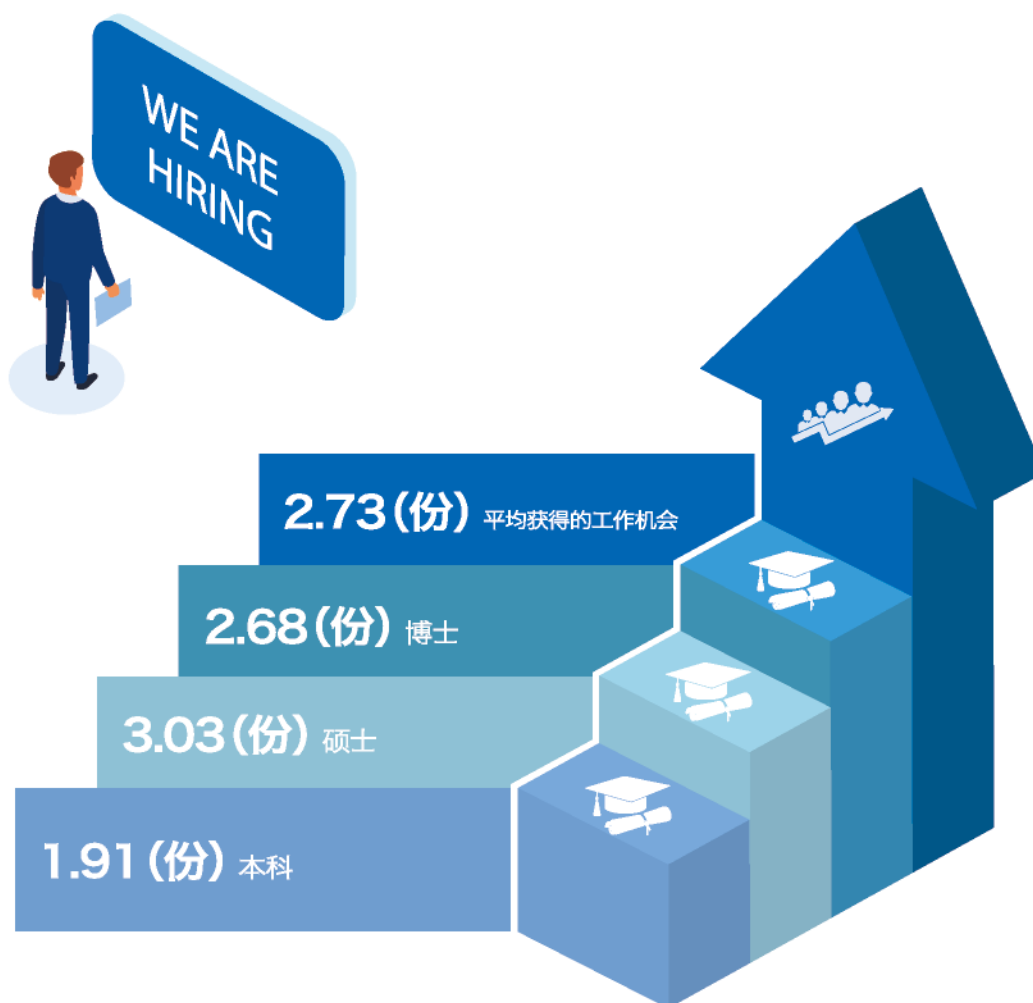 WE ARE
HIRING
2.73(份) 平均获得的工作机会
2.68(份) 博士
3.03(份) 硕士
1.91(份) 本科